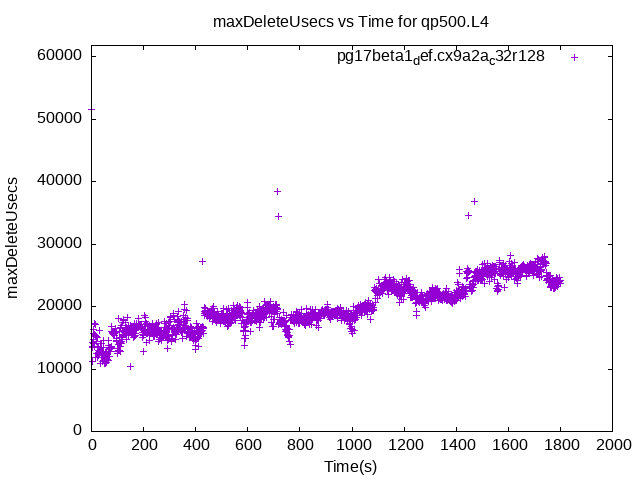 maxDeleteUsecs vs Time for qp500.L4
pg17beta1_def.cx9a2a_c32r128
60000
50000
40000
30000
20000
10000
0
maxDeleteUsecs
0 200 400 600 800 1000 1200 1400 1600 1800 2000
Time(s)